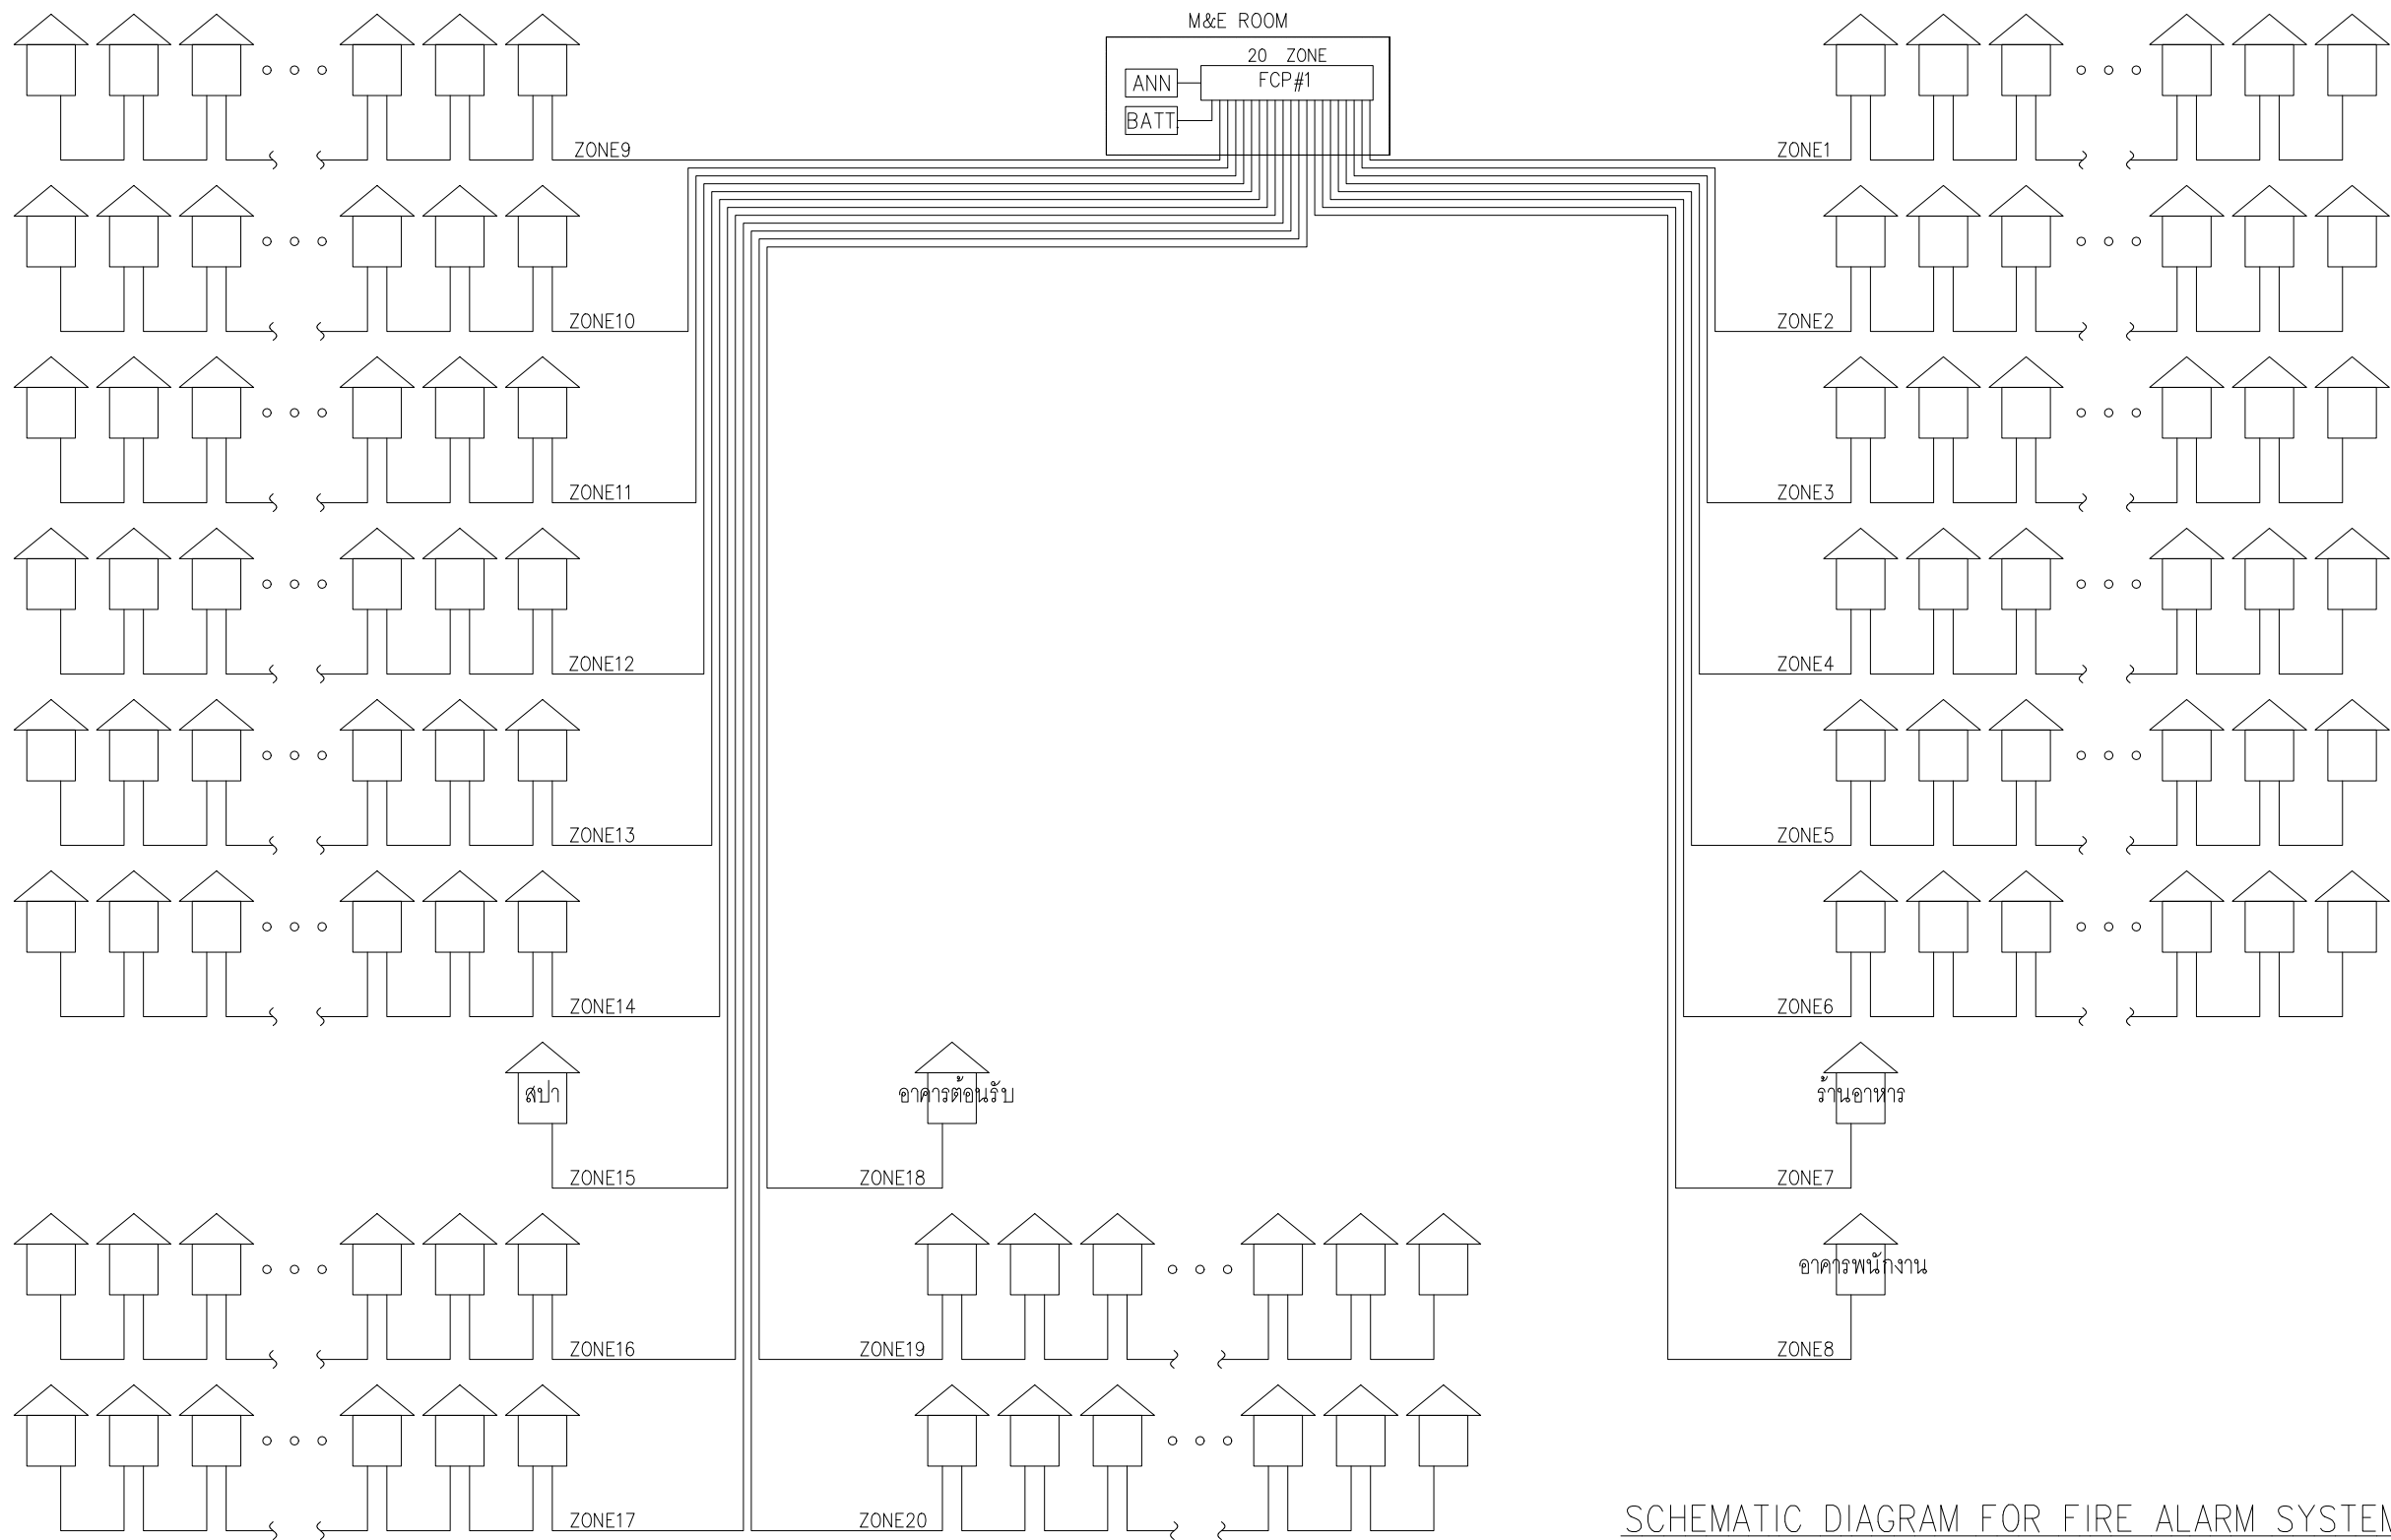 M&E ROOM
20 ZONE
FCP#1
ANN
BATT.
ZONE9
ZONE1
ZONE10
ZONE2
ZONE11
ZONE3
ZONE12
ZONE4
ZONE13
ZONE5
ZONE14
ZONE6
สปา
อาคารต้อนรับ
ร้านอาหาร
ZONE15
ZONE18
ZONE7
อาคารพนักงาน
ZONE16
ZONE19
ZONE8
ZONE17
ZONE20
SCHEMATIC DIAGRAM FOR FIRE ALARM SYSTEM